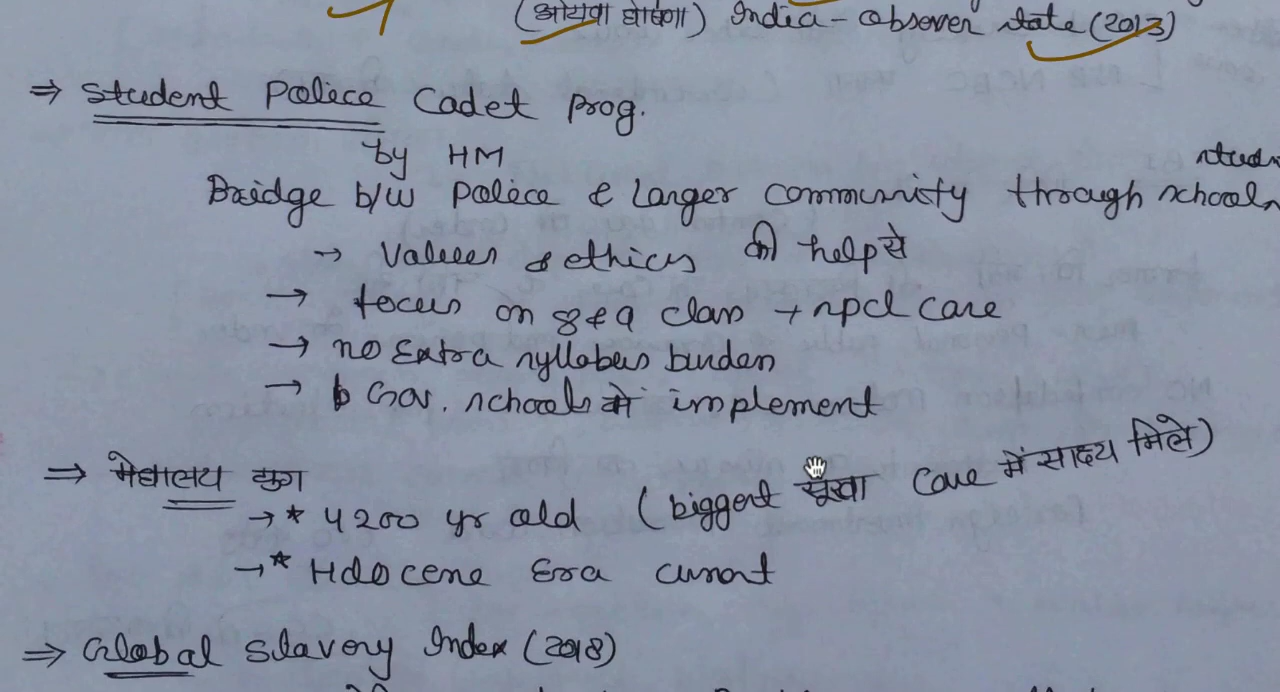 (ओयवा घोषणा) India - observer state (2013)
⇒ Student Police Cadet Prog.
by HM
Bridge b/w Police & Larger community through school
→ Values & ethics की help से
→ focus on 8 & 9 class + spcl care
→ no Extra syllabus burden
→ Gov. schools में implement
⇒ मेघालय युग
→ * 4200 yr old (biggest सूखा cave में साक्ष्य मिले)
→ * Holocene Era current
⇒ Global Slavery Index (2018)